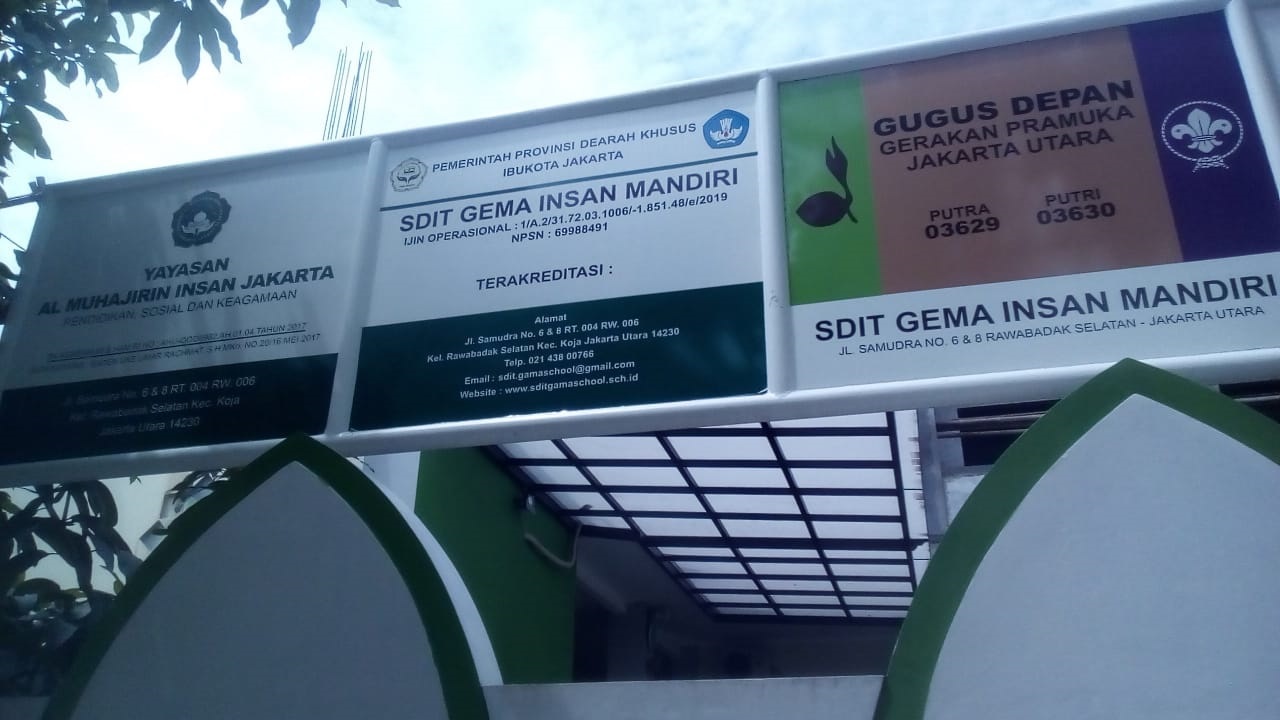 YAYASAN
AL MUHAJIRIN INSAN JAKARTA
PENDIDIKAN, SOSIAL DAN KEAGAMAAN
Jl. Samudra No. 6 & 8 RT. 004 RW. 006
Kel. Rawabadak Selatan Kec. Koja
Jakarta Utara 14230
PEMERINTAH PROVINSI DEARAH KHUSUS
IBUKOTA JAKARTA
SDIT GEMA INSAN MANDIRI
IJIN OPERASIONAL : 1/A.2/31.72.03.1006/-1.851.48/e/2019
NPSN : 69988491
TERAKREDITASI :
Alamat
Jl. Samudra No. 6 & 8 RT. 004 RW. 006
Kel. Rawabadak Selatan Kec. Koja Jakarta Utara 14230
Telp. 021 438 00766
Email : sdit.gamaschool@gmail.com
Website : www.sditgamaschool.sch.id
GUGUS DEPAN
GERAKAN PRAMUKA
JAKARTA UTARA
PUTRA PUTRI
03629 03630
SDIT GEMA INSAN MANDIRI
JL. SAMUDRA NO. 6 & 8 RAWABADAK SELATAN - JAKARTA UTARA